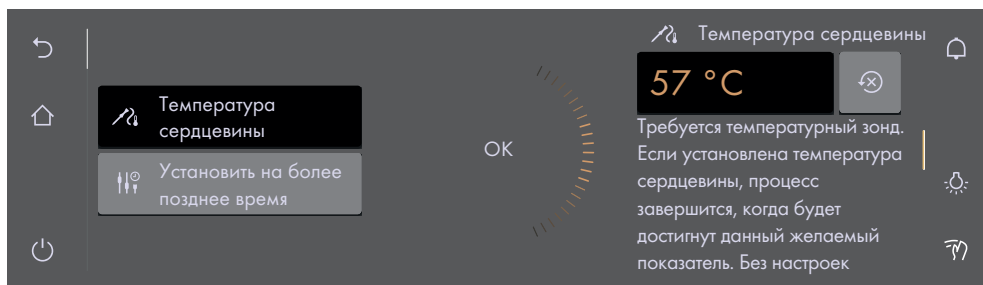 Температура
сердцевины
Установить на более
позднее время
OK
Температура сердцевины
57 °C
Требуется температурный зонд.
Если установлена температура
сердцевины, процесс
завершится, когда будет
достигнут данный желаемый
показатель. Без настроек